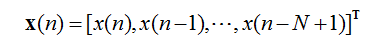 𝐱(n) = [x(n), x(n−1), ⋯, x(n−N+1)]ᵀ